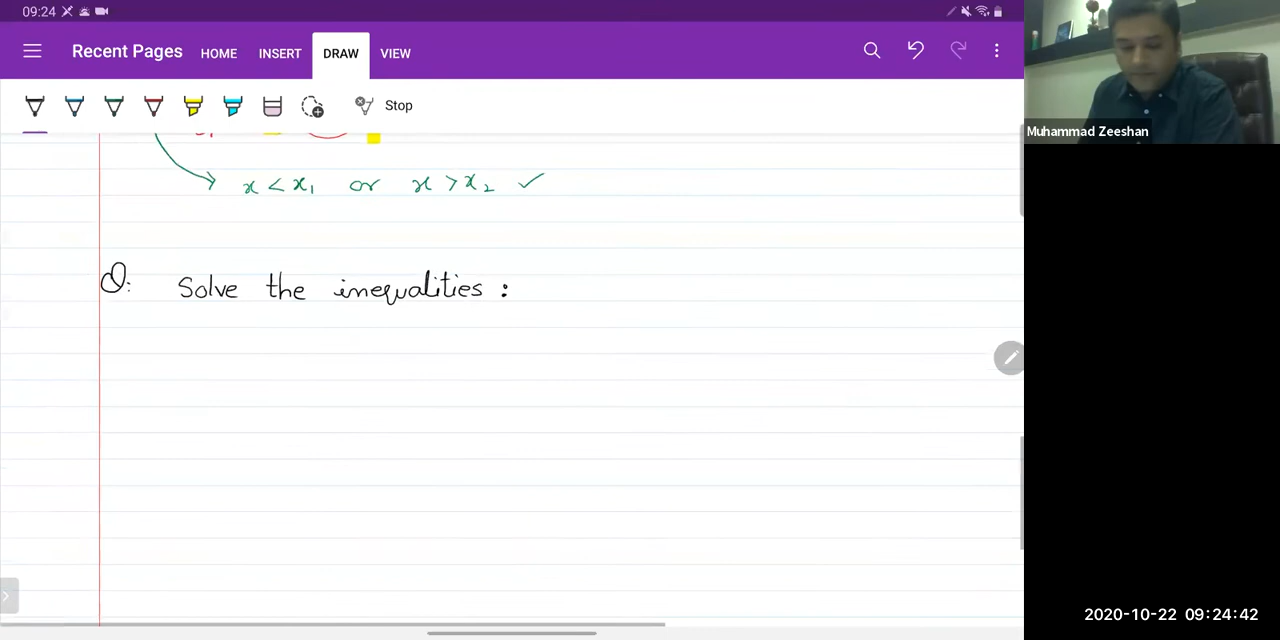 09:24
Recent Pages HOME INSERT DRAW VIEW
Stop
Muhammad Zeeshan
x < x₁ or x > x₂ ✓
Q: Solve the inequalities :
2020-10-22 09:24:42